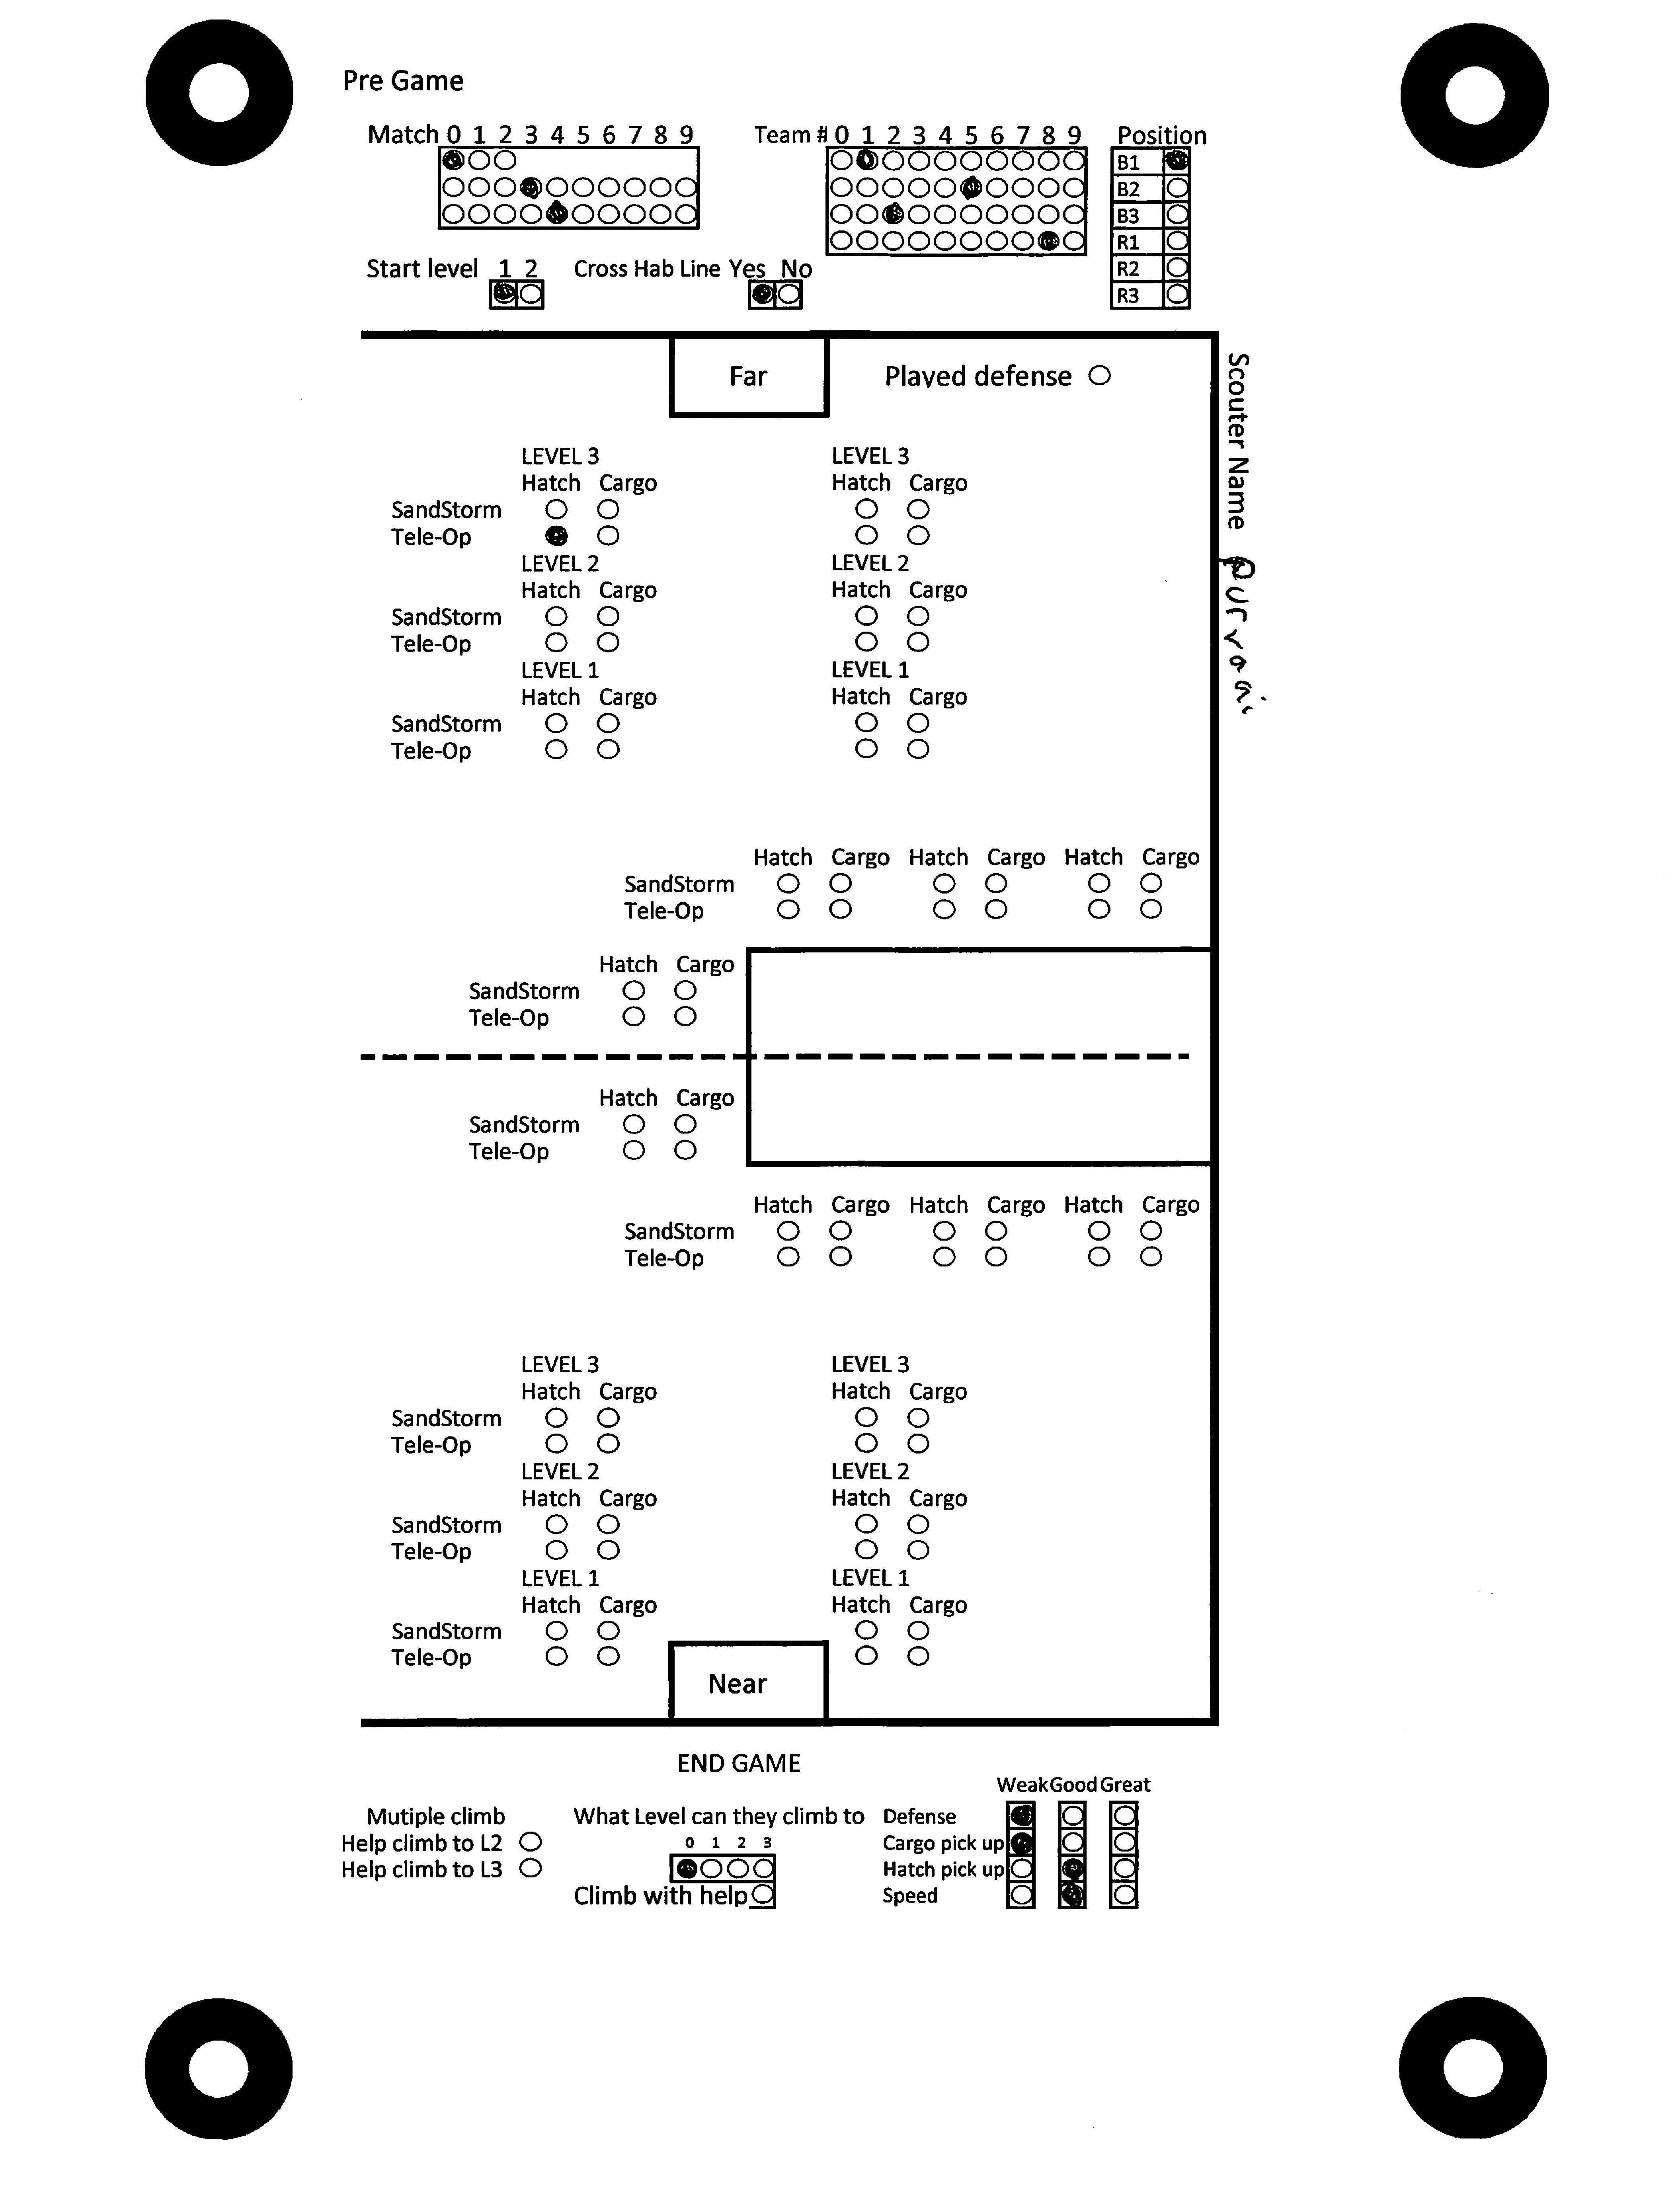 Pre Game
Match 0 1 2 3 4 5 6 7 8 9
Team # 0 1 2 3 4 5 6 7 8 9
Position
B1
B2
B3
R1
R2
R3
Start level 1 2
Cross Hab Line Yes No
Far
Played defense
Scouter Name Purvaai
LEVEL 3 LEVEL 3
Hatch Cargo Hatch Cargo
SandStorm
Tele-Op
LEVEL 2 LEVEL 2
Hatch Cargo Hatch Cargo
SandStorm
Tele-Op
LEVEL 1 LEVEL 1
Hatch Cargo Hatch Cargo
SandStorm
Tele-Op
Hatch Cargo Hatch Cargo Hatch Cargo
SandStorm
Tele-Op
Hatch Cargo
SandStorm
Tele-Op
Hatch Cargo
SandStorm
Tele-Op
Hatch Cargo Hatch Cargo Hatch Cargo
SandStorm
Tele-Op
LEVEL 3 LEVEL 3
Hatch Cargo Hatch Cargo
SandStorm
Tele-Op
LEVEL 2 LEVEL 2
Hatch Cargo Hatch Cargo
SandStorm
Tele-Op
LEVEL 1 LEVEL 1
Hatch Cargo Hatch Cargo
SandStorm
Tele-Op
Near
END GAME
Mutiple climb
Help climb to L2
Help climb to L3
What Level can they climb to
0 1 2 3
Climb with help
Weak Good Great
Defense
Cargo pick up
Hatch pick up
Speed